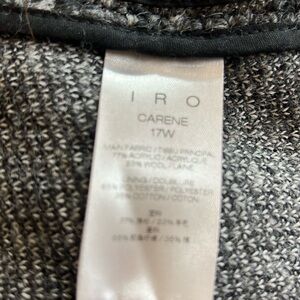 I R O
CARENE
17W
MAIN FABRIC / TISSU PRINCIPAL
77% ACRYLIC / ACRYLIQUE
23% WOOL / LAINE
LINING / DOUBLURE
65% POLYESTER / POLYESTER
35% COTTON / COTON